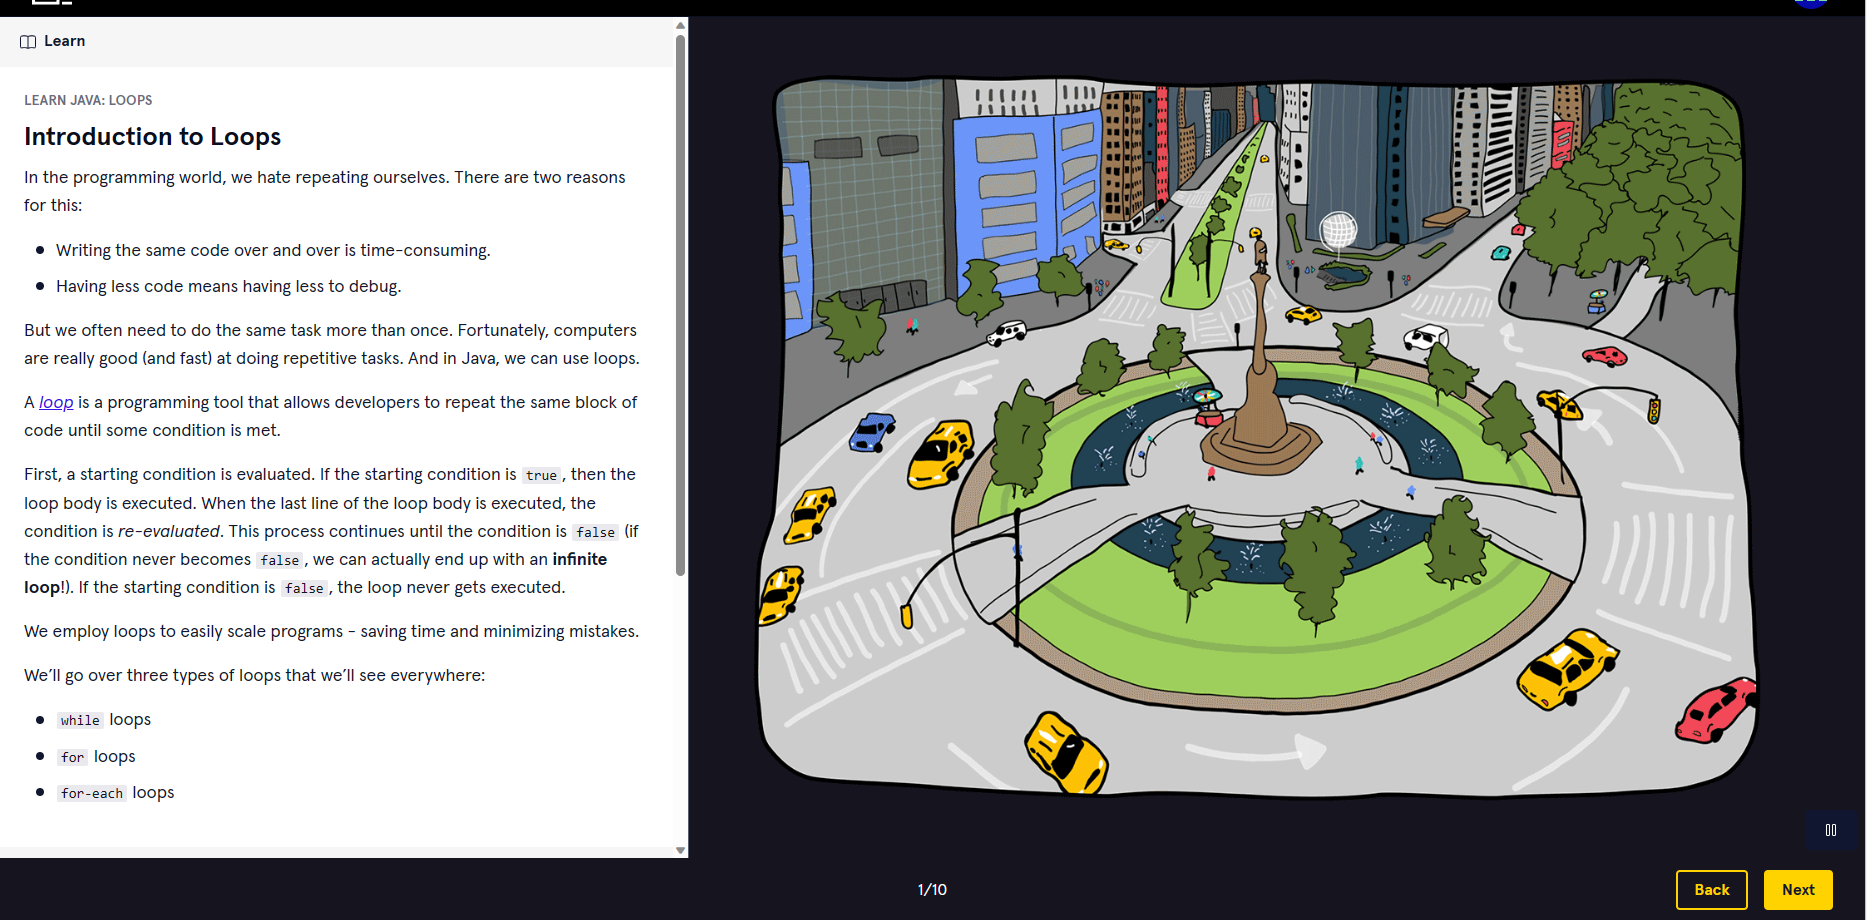 Learn
LEARN JAVA: LOOPS
Introduction to Loops
In the programming world, we hate repeating ourselves. There are two reasons
for this:
Writing the same code over and over is time-consuming.
Having less code means having less to debug.
But we often need to do the same task more than once. Fortunately, computers
are really good (and fast) at doing repetitive tasks. And in Java, we can use loops.
A loop is a programming tool that allows developers to repeat the same block of
code until some condition is met.
First, a starting condition is evaluated. If the starting condition is true, then the
loop body is executed. When the last line of the loop body is executed, the
condition is re-evaluated. This process continues until the condition is false (if
the condition never becomes false, we can actually end up with an infinite
loop!). If the starting condition is false, the loop never gets executed.
We employ loops to easily scale programs - saving time and minimizing mistakes.
We’ll go over three types of loops that we’ll see everywhere:
while loops
for loops
for-each loops
1/10
Back
Next